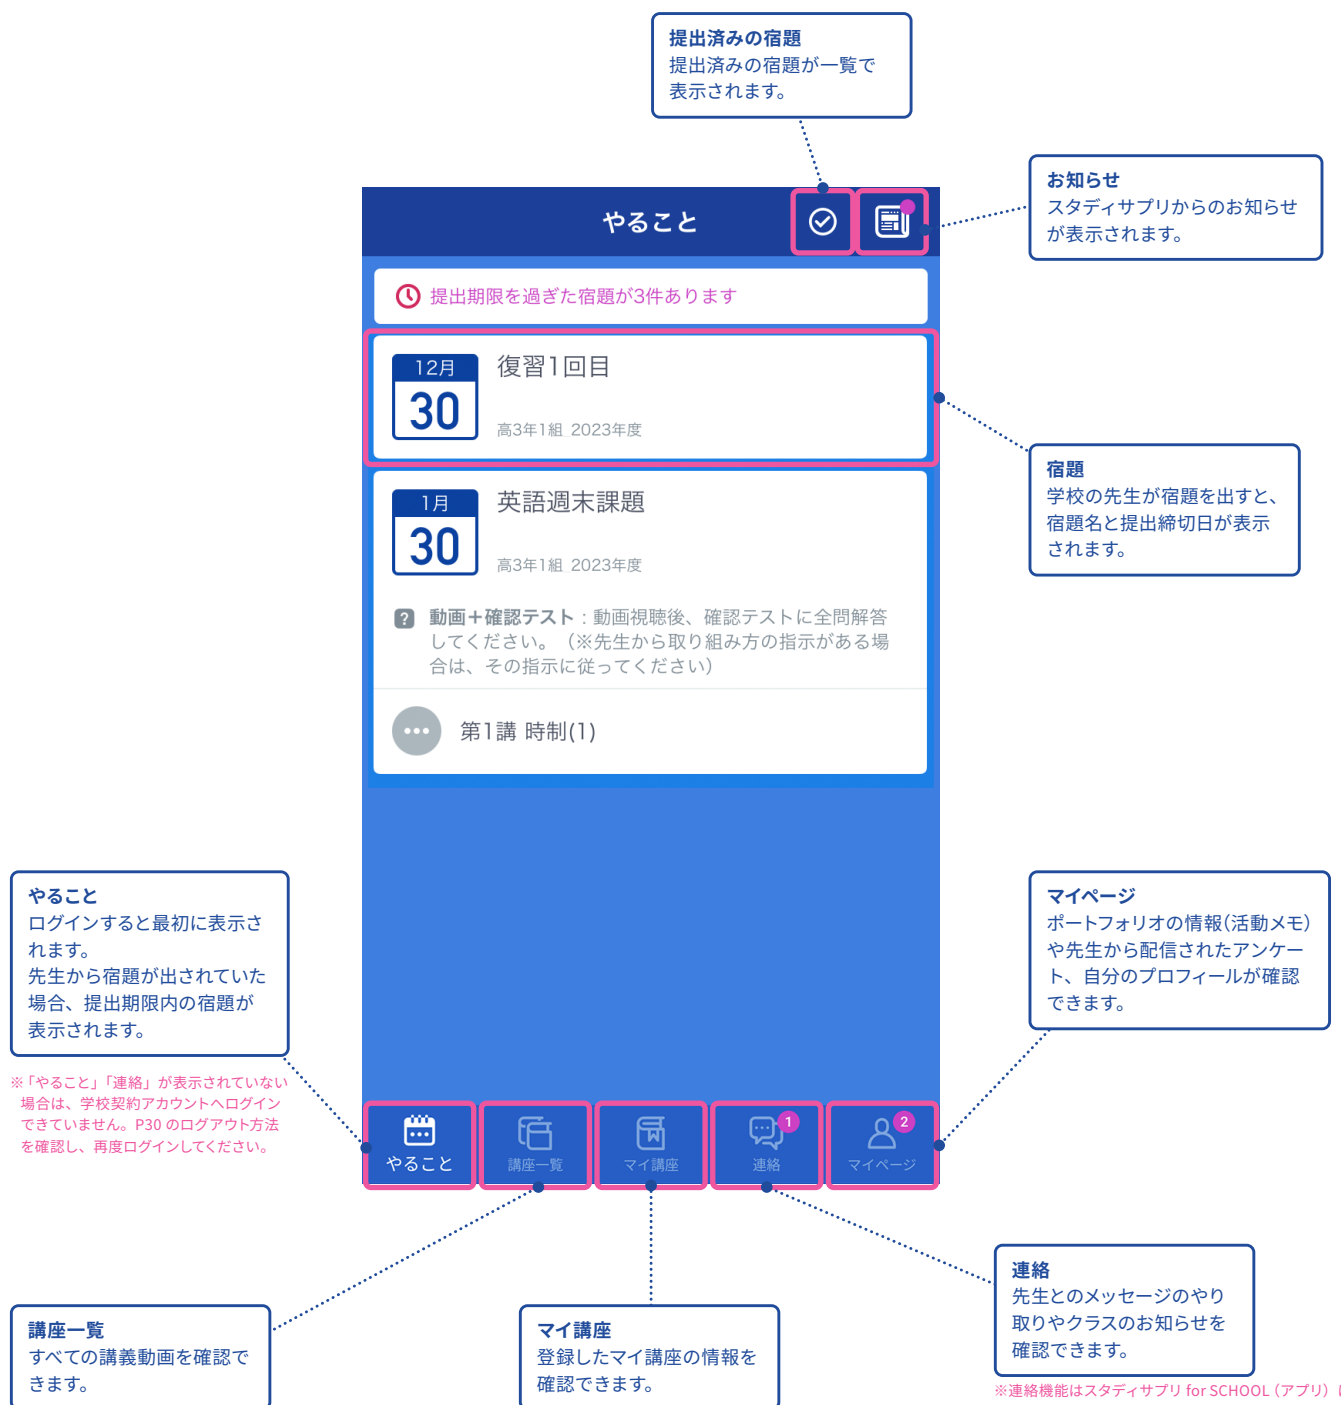 提出済みの宿題
提出済みの宿題が一覧で
表示されます。
お知らせ
スタディサプリからのお知らせ
が表示されます。
やること
提出期限を過ぎた宿題が3件あります
12月
30
復習1回目
高3年1組 2023年度
宿題
学校の先生が宿題を出すと、
宿題名と提出締切日が表示
されます。
1月
30
英語週末課題
高3年1組 2023年度
? 動画＋確認テスト：動画視聴後、確認テストに全問解答
してください。（※先生から取り組み方の指示がある場
合は、その指示に従ってください）
第1講 時制(1)
やること
ログインすると最初に表示さ
れます。
先生から宿題が出されていた
場合、提出期限内の宿題が
表示されます。
※「やること」「連絡」が表示されていない
場合は、学校契約アカウントへログイン
できていません。P30 のログアウト方法
を確認し、再度ログインしてください。
マイページ
ポートフォリオの情報（活動メモ）
や先生から配信されたアンケー
ト、自分のプロフィールが確認
できます。
やること
講座一覧
マイ講座
1
連絡
2
マイページ
講座一覧
すべての講義動画を確認で
きます。
マイ講座
登録したマイ講座の情報を
確認できます。
連絡
先生とのメッセージのやり
取りやクラスのお知らせを
確認できます。
※連絡機能はスタディサプリ for SCHOOL（アプリ）